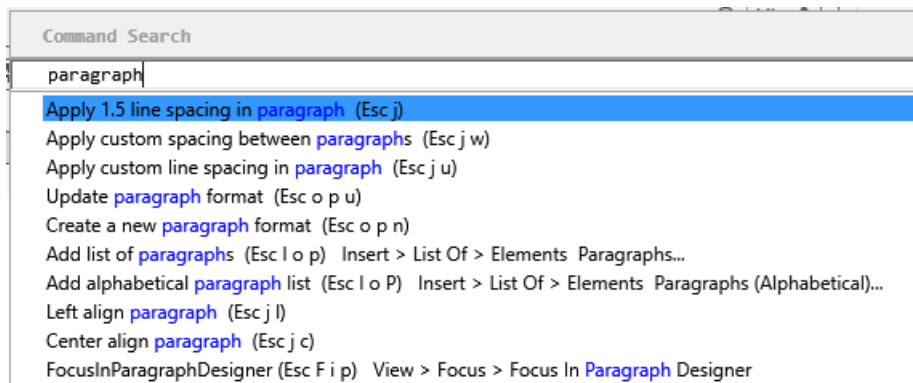 Command Search
paragraph
Apply 1.5 line spacing in paragraph (Esc j)
Apply custom spacing between paragraphs (Esc j w)
Apply custom line spacing in paragraph (Esc j u)
Update paragraph format (Esc o p u)
Create a new paragraph format (Esc o p n)
Add list of paragraphs (Esc l o p) Insert > List Of > Elements Paragraphs...
Add alphabetical paragraph list (Esc l o P) Insert > List Of > Elements Paragraphs (Alphabetical)...
Left align paragraph (Esc j l)
Center align paragraph (Esc j c)
FocusInParagraphDesigner (Esc F i p) View > Focus > Focus In Paragraph Designer